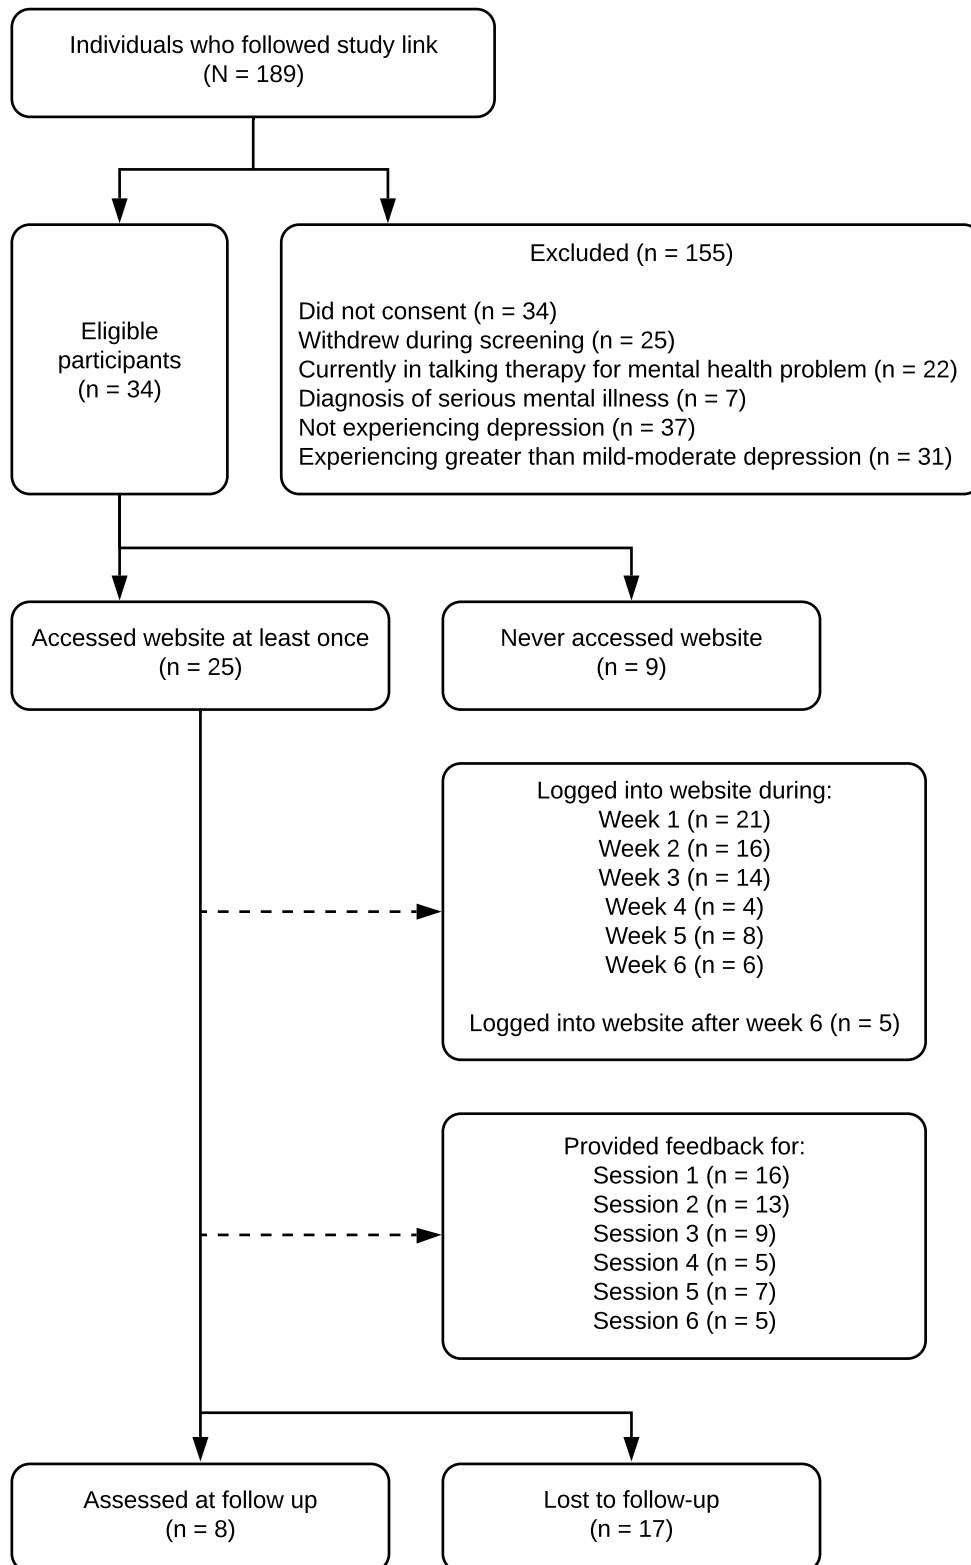 Individuals who followed study link
(N = 189)
Eligible
participants
(n = 34)
Excluded (n = 155)
Did not consent (n = 34)
Withdrew during screening (n = 25)
Currently in talking therapy for mental health problem (n = 22)
Diagnosis of serious mental illness (n = 7)
Not experiencing depression (n = 37)
Experiencing greater than mild-moderate depression (n = 31)
Accessed website at least once
(n = 25)
Never accessed website
(n = 9)
Logged into website during:
Week 1 (n = 21)
Week 2 (n = 16)
Week 3 (n = 14)
Week 4 (n = 4)
Week 5 (n = 8)
Week 6 (n = 6)
Logged into website after week 6 (n = 5)
Provided feedback for:
Session 1 (n = 16)
Session 2 (n = 13)
Session 3 (n = 9)
Session 4 (n = 5)
Session 5 (n = 7)
Session 6 (n = 5)
Assessed at follow up
(n = 8)
Lost to follow-up
(n = 17)